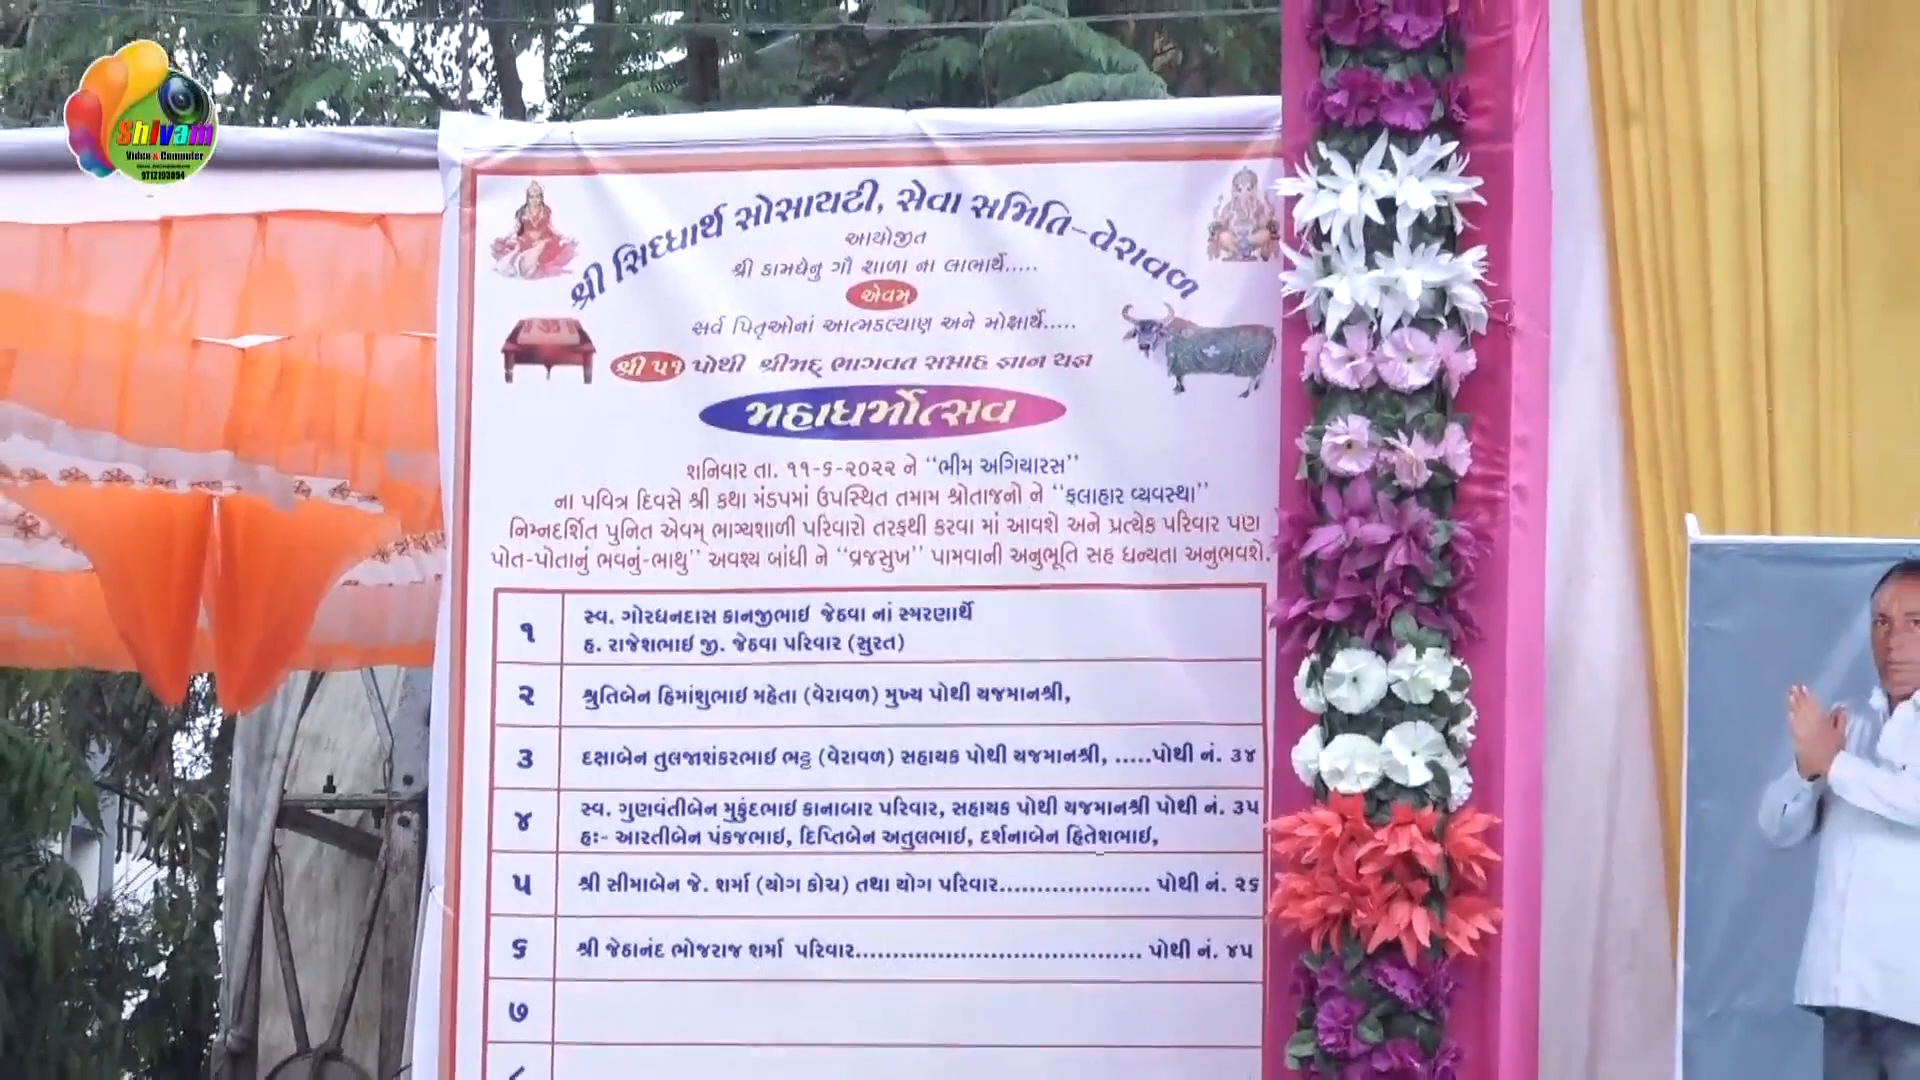 Shivam
Video & Computer
9712193894
શ્રી સિધ્ધાર્થ સોસાયટી, સેવા સમિતિ-વેરાવળ
આયોજીત
શ્રી કામધેનુ ગૌ શાળા ના લાભાર્થે.....
એવમ્
સર્વ પિતૃઓનાં આત્મકલ્યાણ અને મોક્ષાર્થે.....
શ્રી ૫૧ પોથી શ્રીમદ્ ભાગવત સપ્તાહ જ્ઞાન યજ્ઞ
મહાધર્મોત્સવ
શનિવાર તા. ૧૧-૬-૨૦૨૨ ને “ભીમ અગિયારસ”
ના પવિત્ર દિવસે શ્રી કથા મંડપમાં ઉપસ્થિત તમામ શ્રોતાજનો ને “ફલાહાર વ્યવસ્થા”
નિમ્નદર્શિત પુનિત એવમ્ ભાગ્યશાળી પરિવારો તરફથી કરવા માં આવશે અને પ્રત્યેક પરિવાર પણ
પોત-પોતાનું ભવનું-ભાથુ” અવશ્ય બાંધી ને “વ્રજસુખ” પામવાની અનુભૂતિ સહ ધન્યતા અનુભવશે.
૧ સ્વ. ગોરધનદાસ કાનજીભાઇ જેઠવા નાં સ્મરણાર્થે
હ. રાજેશભાઇ જી. જેઠવા પરિવાર (સુરત)
૨ શ્રુતિબેન હિમાંશુભાઇ મહેતા (વેરાવળ) મુખ્ય પોથી યજમાનશ્રી,
૩ દક્ષાબેન તુલજાશંકરભાઇ ભટ્ટ (વેરાવળ) સહાયક પોથી યજમાનશ્રી, .....પોથી નં. ૩૪
૪ સ્વ. ગુણવંતીબેન મુકુંદભાઇ કાનાબાર પરિવાર, સહાયક પોથી યજમાનશ્રી પોથી નં. ૩૫
હઃ- આરતીબેન પંકજભાઇ, દિપ્તિબેન અતુલભાઇ, દર્શનાબેન હિતેશભાઇ,
૫ શ્રી સીમાબેન જે. શર્મા (યોગ કોચ) તથા યોગ પરિવાર.................... પોથી નં. ૨૬
૬ શ્રી જેઠાનંદ ભોજરાજ શર્મા પરિવાર...................................... પોથી નં. ૪૫
૭